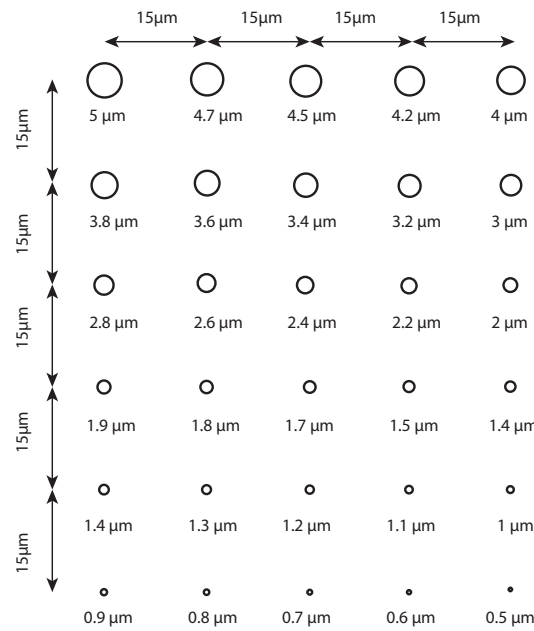 15µm 15µm 15µm 15µm
5 µm 4.7 µm 4.5 µm 4.2 µm 4 µm
15µm
3.8 µm 3.6 µm 3.4 µm 3.2 µm 3 µm
15µm
2.8 µm 2.6 µm 2.4 µm 2.2 µm 2 µm
15µm
1.9 µm 1.8 µm 1.7 µm 1.5 µm 1.4 µm
15µm
1.4 µm 1.3 µm 1.2 µm 1.1 µm 1 µm
15µm
0.9 µm 0.8 µm 0.7 µm 0.6 µm 0.5 µm